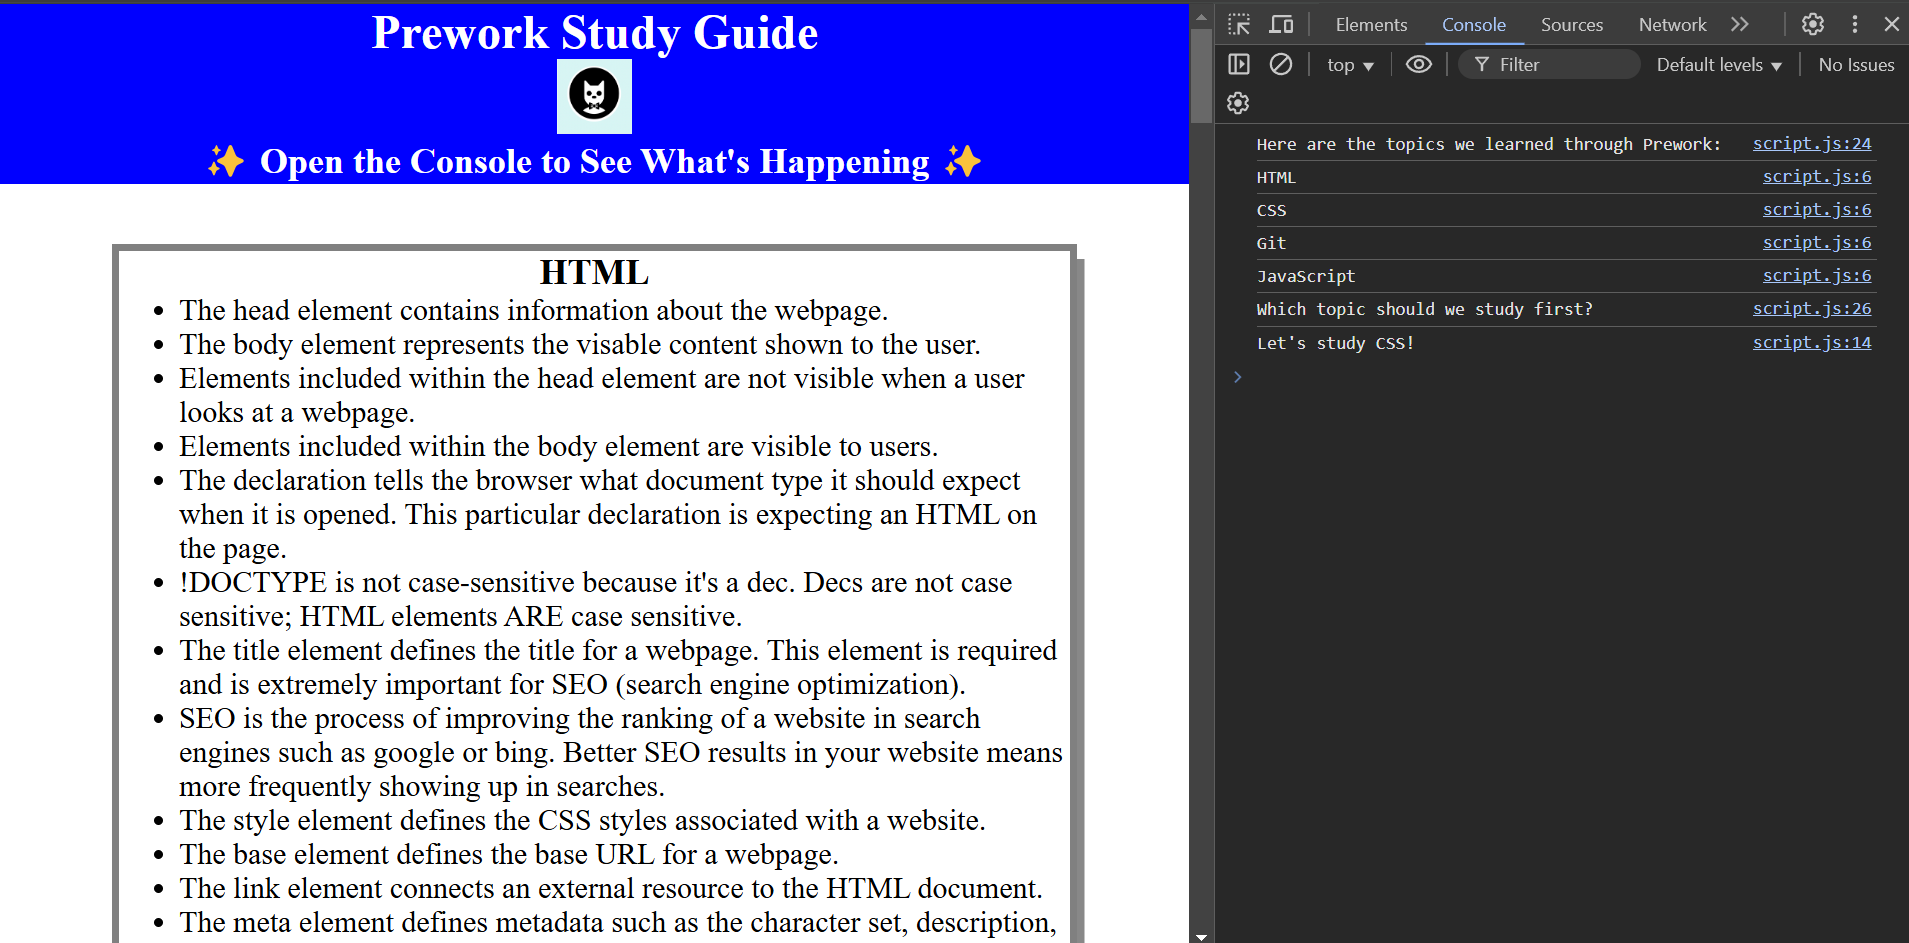 Prework Study Guide
✨ Open the Console to See What's Happening ✨
HTML
• The head element contains information about the webpage.
• The body element represents the visable content shown to the user.
• Elements included within the head element are not visible when a user
looks at a webpage.
• Elements included within the body element are visible to users.
• The declaration tells the browser what document type it should expect
when it is opened. This particular declaration is expecting an HTML on
the page.
• !DOCTYPE is not case-sensitive because it's a dec. Decs are not case
sensitive; HTML elements ARE case sensitive.
• The title element defines the title for a webpage. This element is required
and is extremely important for SEO (search engine optimization).
• SEO is the process of improving the ranking of a website in search
engines such as google or bing. Better SEO results in your website means
more frequently showing up in searches.
• The style element defines the CSS styles associated with a website.
• The base element defines the base URL for a webpage.
• The link element connects an external resource to the HTML document.
• The meta element defines metadata such as the character set, description,
Elements Console Sources Network
top Filter Default levels No Issues
Here are the topics we learned through Prework: script.js:24
HTML script.js:6
CSS script.js:6
Git script.js:6
JavaScript script.js:6
Which topic should we study first? script.js:26
Let's study CSS! script.js:14